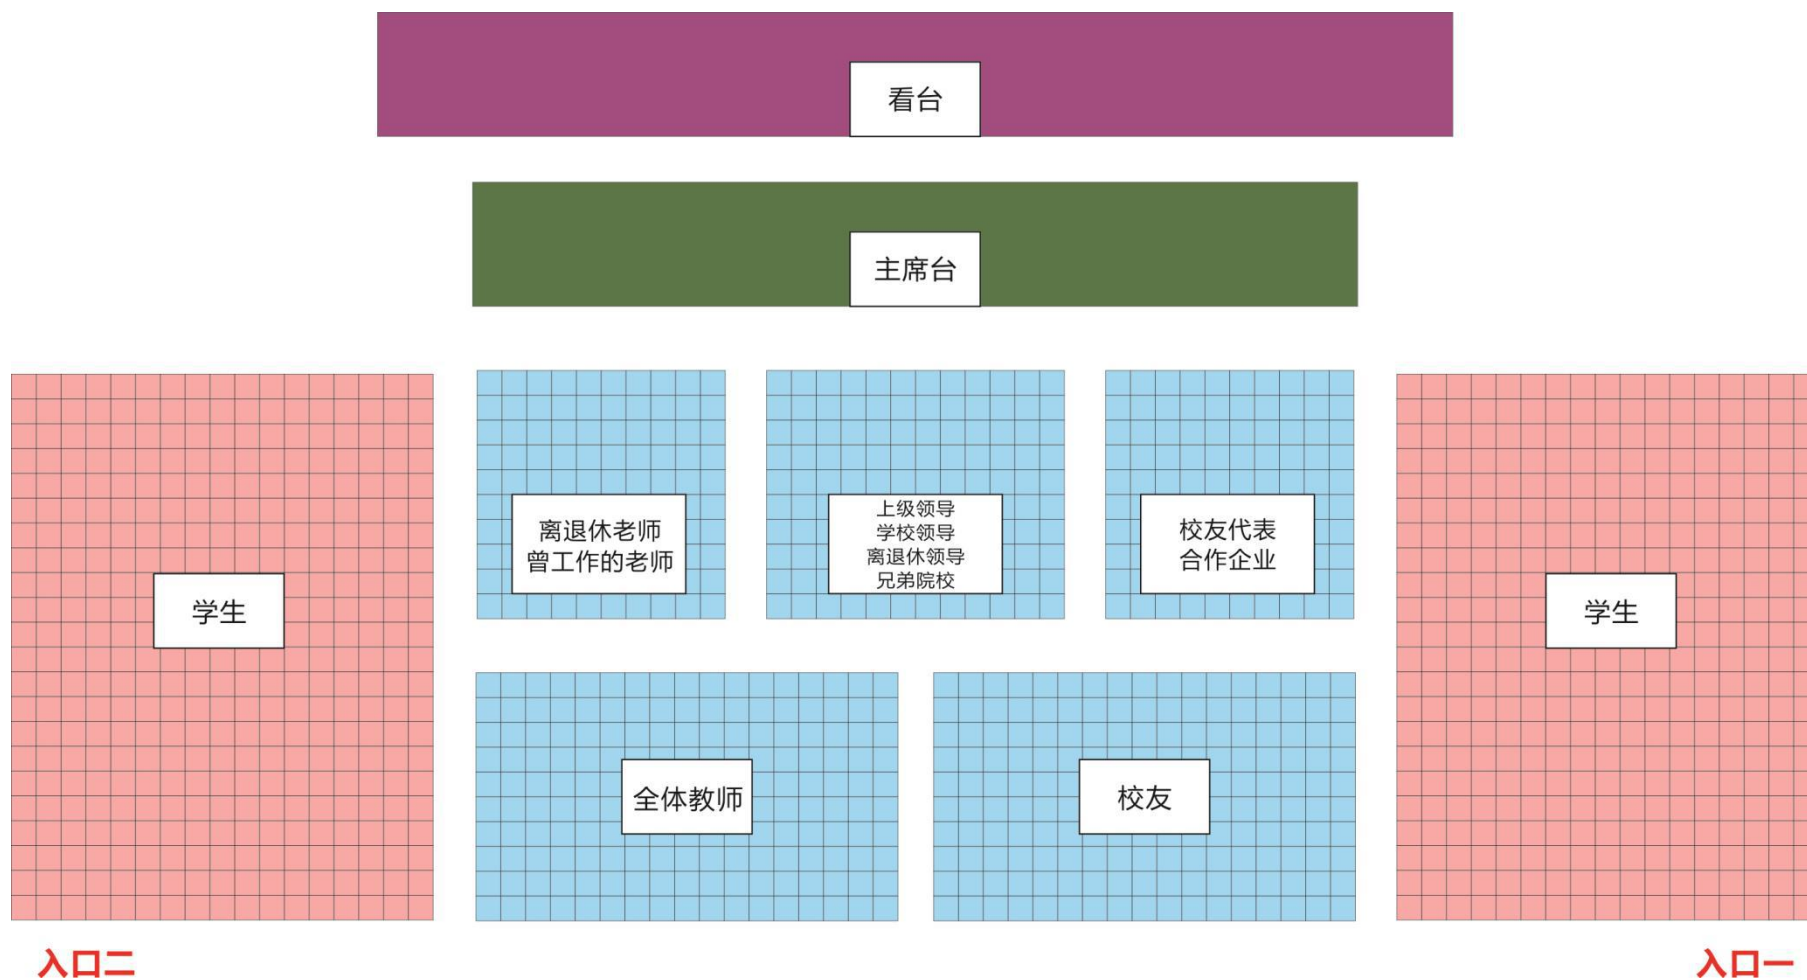 看台
主席台
离退休老师
曾工作的老师
上级领导
学校领导
离退休领导
兄弟院校
校友代表
合作企业
学生
学生
全体教师
校友
入口二
入口一